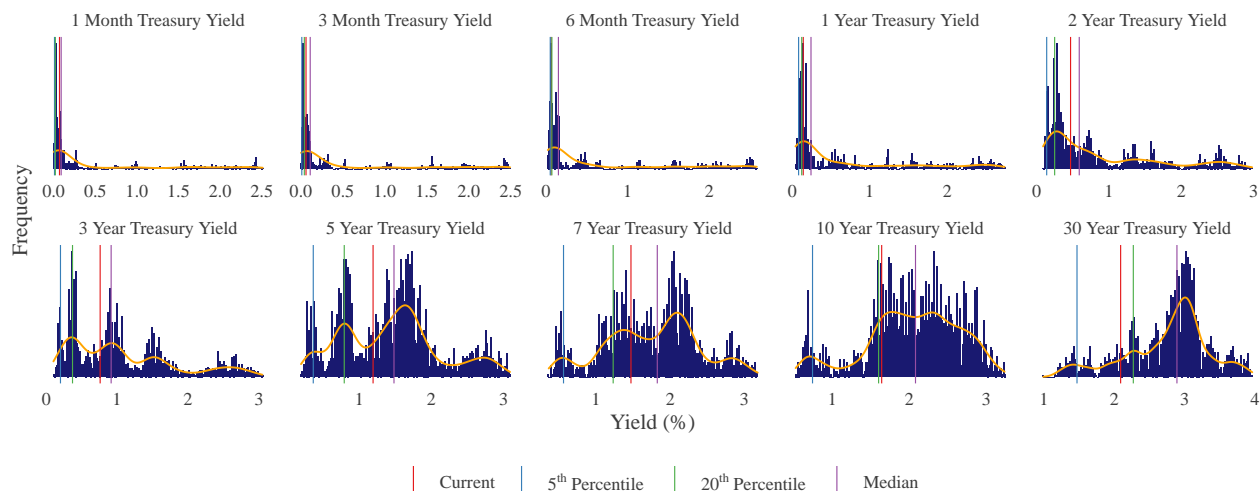 1 Month Treasury Yield 3 Month Treasury Yield 6 Month Treasury Yield 1 Year Treasury Yield 2 Year Treasury Yield
0.0 0.5 1.0 1.5 2.0 2.5 0.0 0.5 1.0 1.5 2.0 2.5 0 1 2 0 1 2 0 1 2 3
Frequency
3 Year Treasury Yield 5 Year Treasury Yield 7 Year Treasury Yield 10 Year Treasury Yield 30 Year Treasury Yield
0 1 2 3 0 1 2 3 1 2 3 1 2 3 1 2 3 4
Yield (%)
Current 5th Percentile 20th Percentile Median